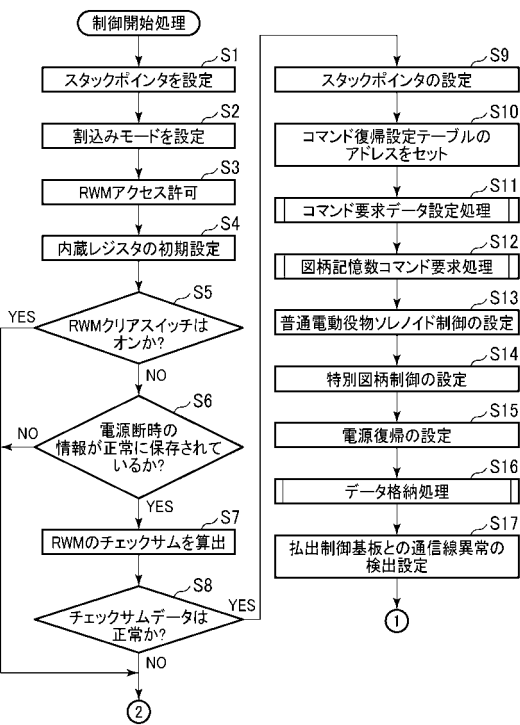 制御開始処理
S1
スタックポインタを設定
S2
割込みモードを設定
S3
RWMアクセス許可
S4
内蔵レジスタの初期設定
S5
YES
RWMクリアスイッチは
オンか?
NO
S6
NO
電源断時の
情報が正常に保存されて
いるか?
YES
S7
RWMのチェックサムを算出
S8
YES
チェックサムデータは
正常か?
NO
2
S9
スタックポインタの設定
S10
コマンド復帰設定テーブルの
アドレスをセット
S11
コマンド要求データ設定処理
S12
図柄記憶数コマンド要求処理
S13
普通電動役物ソレノイド制御の設定
S14
特別図柄制御の設定
S15
電源復帰の設定
S16
データ格納処理
S17
払出制御基板との通信線異常の
検出設定
1